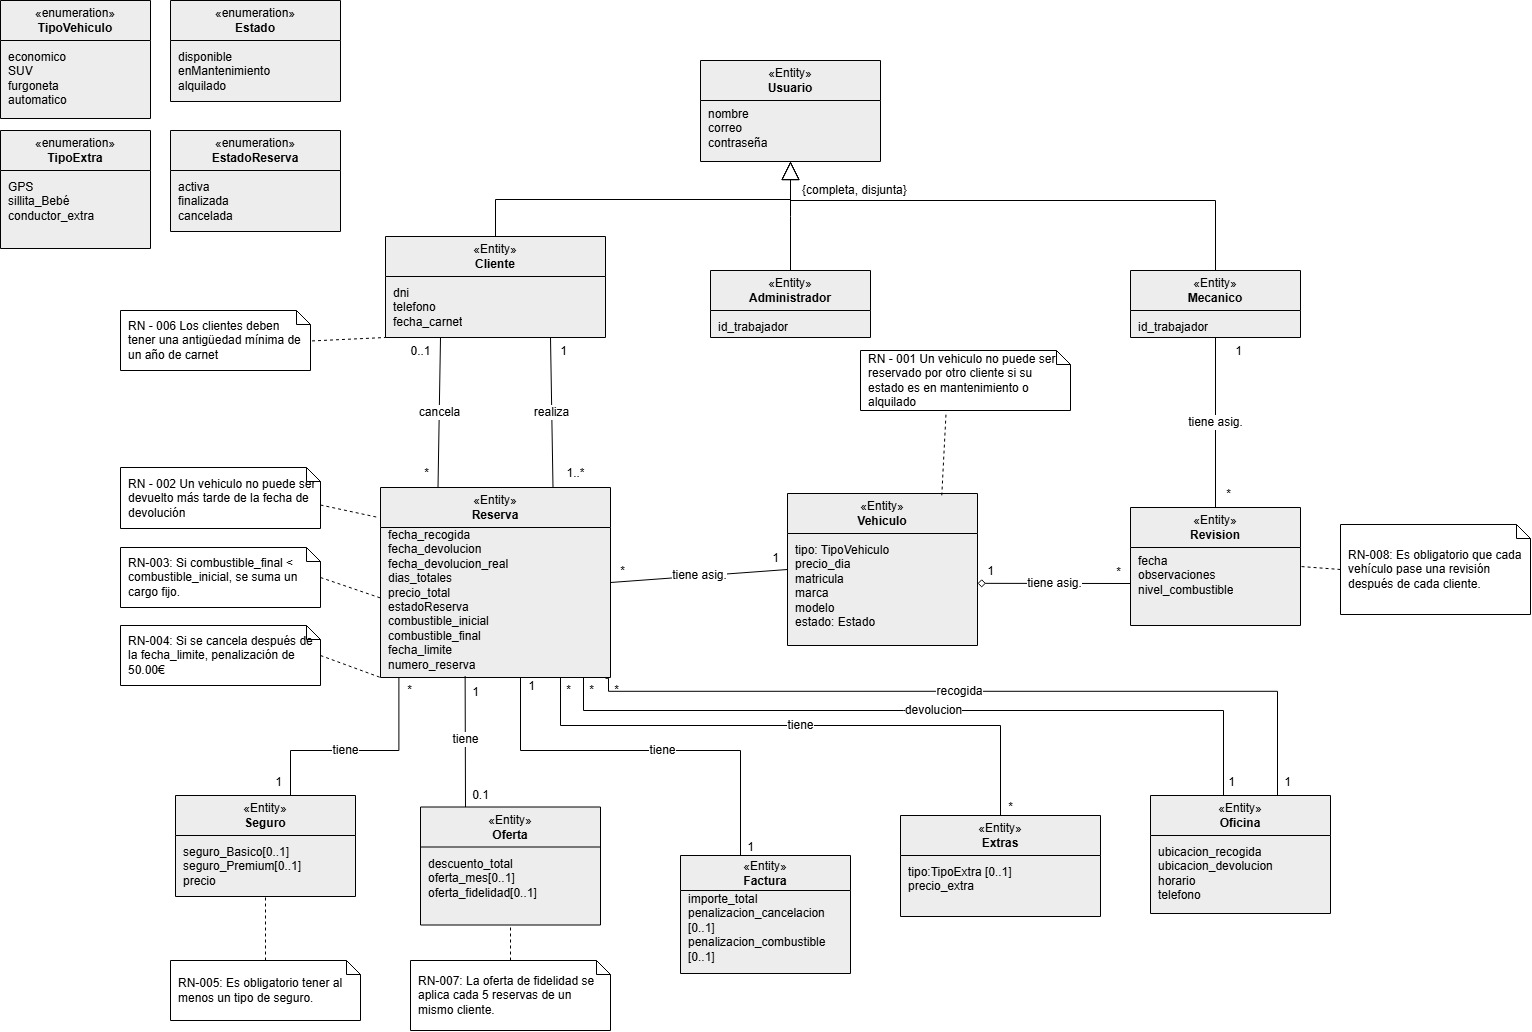 «enumeration»
TipoVehiculo
economico
SUV
furgoneta
automatico
«enumeration»
Estado
disponible
enMantenimiento
alquilado
«enumeration»
TipoExtra
GPS
sillita_Bebé
conductor_extra
«enumeration»
EstadoReserva
activa
finalizada
cancelada
«Entity»
Usuario
nombre
correo
contraseña
{completa, disjunta}
«Entity»
Cliente
dni
telefono
fecha_carnet
«Entity»
Administrador
id_trabajador
«Entity»
Mecanico
id_trabajador
RN - 006 Los clientes deben
tener una antigüedad mínima de
un año de carnet
0..1
1
1
RN - 001 Un vehiculo no puede ser
reservado por otro cliente si su
estado es en mantenimiento o
alquilado
cancela
realiza
tiene asig.
*
1..*
*
RN - 002 Un vehiculo no puede ser
devuelto más tarde de la fecha de
devolución
RN-003: Si combustible_final <
combustible_inicial, se suma un
cargo fijo.
RN-004: Si se cancela después de
la fecha_limite, penalización de
50.00€
«Entity»
Reserva
fecha_recogida
fecha_devolucion
fecha_devolucion_real
dias_totales
precio_total
estadoReserva
combustible_inicial
combustible_final
fecha_limite
numero_reserva
*
tiene asig.
1
«Entity»
Vehiculo
tipo: TipoVehiculo
precio_dia
matricula
marca
modelo
estado: Estado
1
tiene asig.
*
«Entity»
Revision
fecha
observaciones
nivel_combustible
RN-008: Es obligatorio que cada
vehículo pase una revisión
después de cada cliente.
*
1
1
*
*
*
recogida
devolucion
tiene
tiene
tiene
tiene
1
0.1
1
*
1
1
«Entity»
Seguro
seguro_Basico[0..1]
seguro_Premium[0..1]
precio
«Entity»
Oferta
descuento_total
oferta_mes[0..1]
oferta_fidelidad[0..1]
«Entity»
Factura
importe_total
penalizacion_cancelacion
[0..1]
penalizacion_combustible
[0..1]
«Entity»
Extras
tipo:TipoExtra [0..1]
precio_extra
«Entity»
Oficina
ubicacion_recogida
ubicacion_devolucion
horario
telefono
RN-005: Es obligatorio tener al
menos un tipo de seguro.
RN-007: La oferta de fidelidad se
aplica cada 5 reservas de un
mismo cliente.